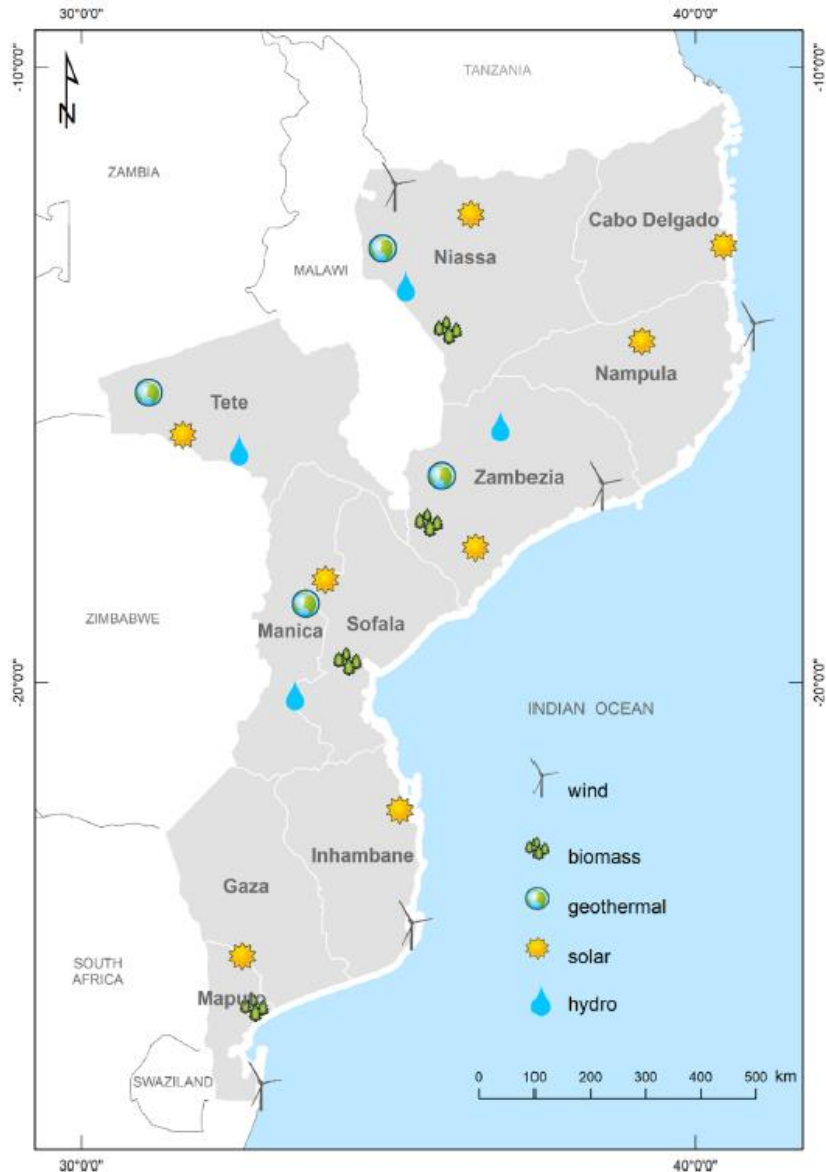 30°0'0"
40°0'0"
-10°0'0"
-10°0'0"
TANZANIA
ZAMBIA
Cabo Delgado
Niassa
MALAWI
Nampula
Tete
Zambezia
ZIMBABWE
Sofala
Manica
-20°0'0"
-20°0'0"
INDIAN OCEAN
wind
Inhambane
biomass
Gaza
geothermal
solar
SOUTH
AFRICA
Maputo
hydro
SWAZILAND
0 100 200 300 400 500 km
30°0'0"
40°0'0"
N